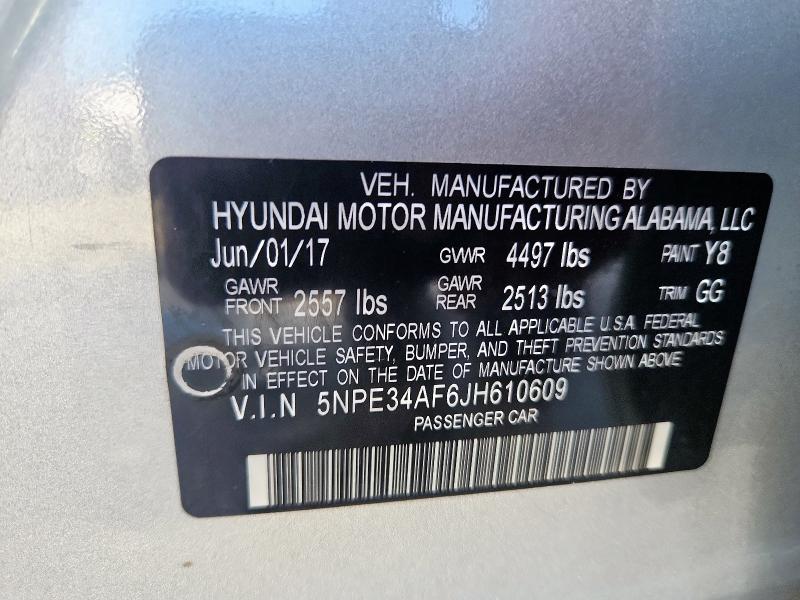 VEH. MANUFACTURED BY
HYUNDAI MOTOR MANUFACTURING ALABAMA, LLC
Jun/01/17 GVWR 4497 lbs PAINT Y8
GAWR FRONT 2557 lbs GAWR REAR 2513 lbs TRIM GG
THIS VEHICLE CONFORMS TO ALL APPLICABLE U.S.A. FEDERAL
MOTOR VEHICLE SAFETY, BUMPER, AND THEFT PREVENTION STANDARDS
IN EFFECT ON THE DATE OF MANUFACTURE SHOWN ABOVE
V.I.N 5NPE34AF6JH610609
PASSENGER CAR